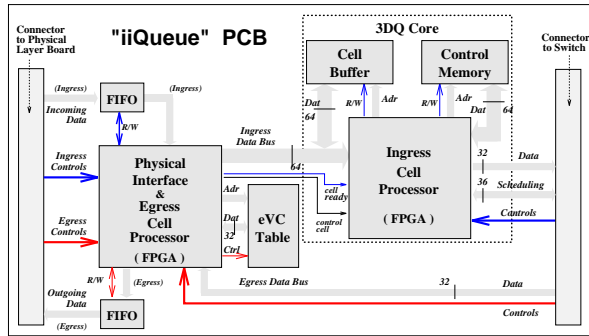 Connector
to Physical
Layer Board
"iiQueue" PCB
3DQ Core
Connector
to Switch
Cell
Buffer
Control
Memory
(Ingress)
(Ingress)
FIFO
Incoming
Data
R/W
Dat
64
R/W
Adr
R/W
Adr
Dat
64
Ingress
Data Bus
64
Ingress
Controls
Physical
Interface
&
Egress
Cell
Processor
(FPGA)
Ingress
Cell
Processor
( FPGA )
32
Data
36
Scheduling
Controls
cell
ready
control
cell
Adr
Dat
32
Ctrl
eVC
Table
Egress
Controls
R/W
(Egress)
Egress Data Bus
32
Data
Controls
Outgoing
Data
(Egress)
FIFO